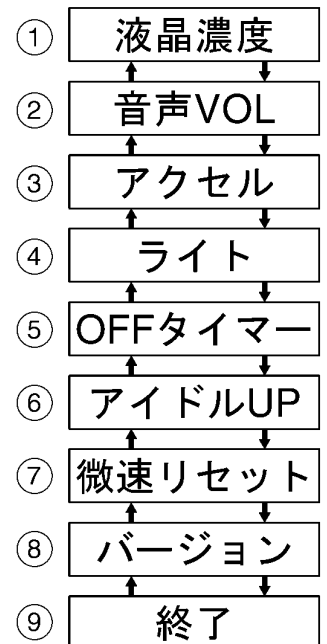 ① 液晶濃度
② 音声VOL
③ アクセル
④ ライト
⑤ OFFタイマー
⑥ アイドルUP
⑦ 微速リセット
⑧ バージョン
⑨ 終了